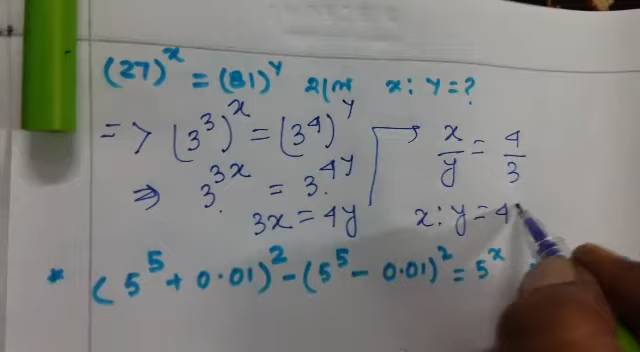 (27)^x = (81)^y হলে x : y = ?
=> (3^3)^x = (3^4)^y
=> 3^{3x} = 3^{4y}
3x = 4y
x/y = 4/3
x : y = 4
* (5^5 + 0.01)^2 - (5^5 - 0.01)^2 = 5^x